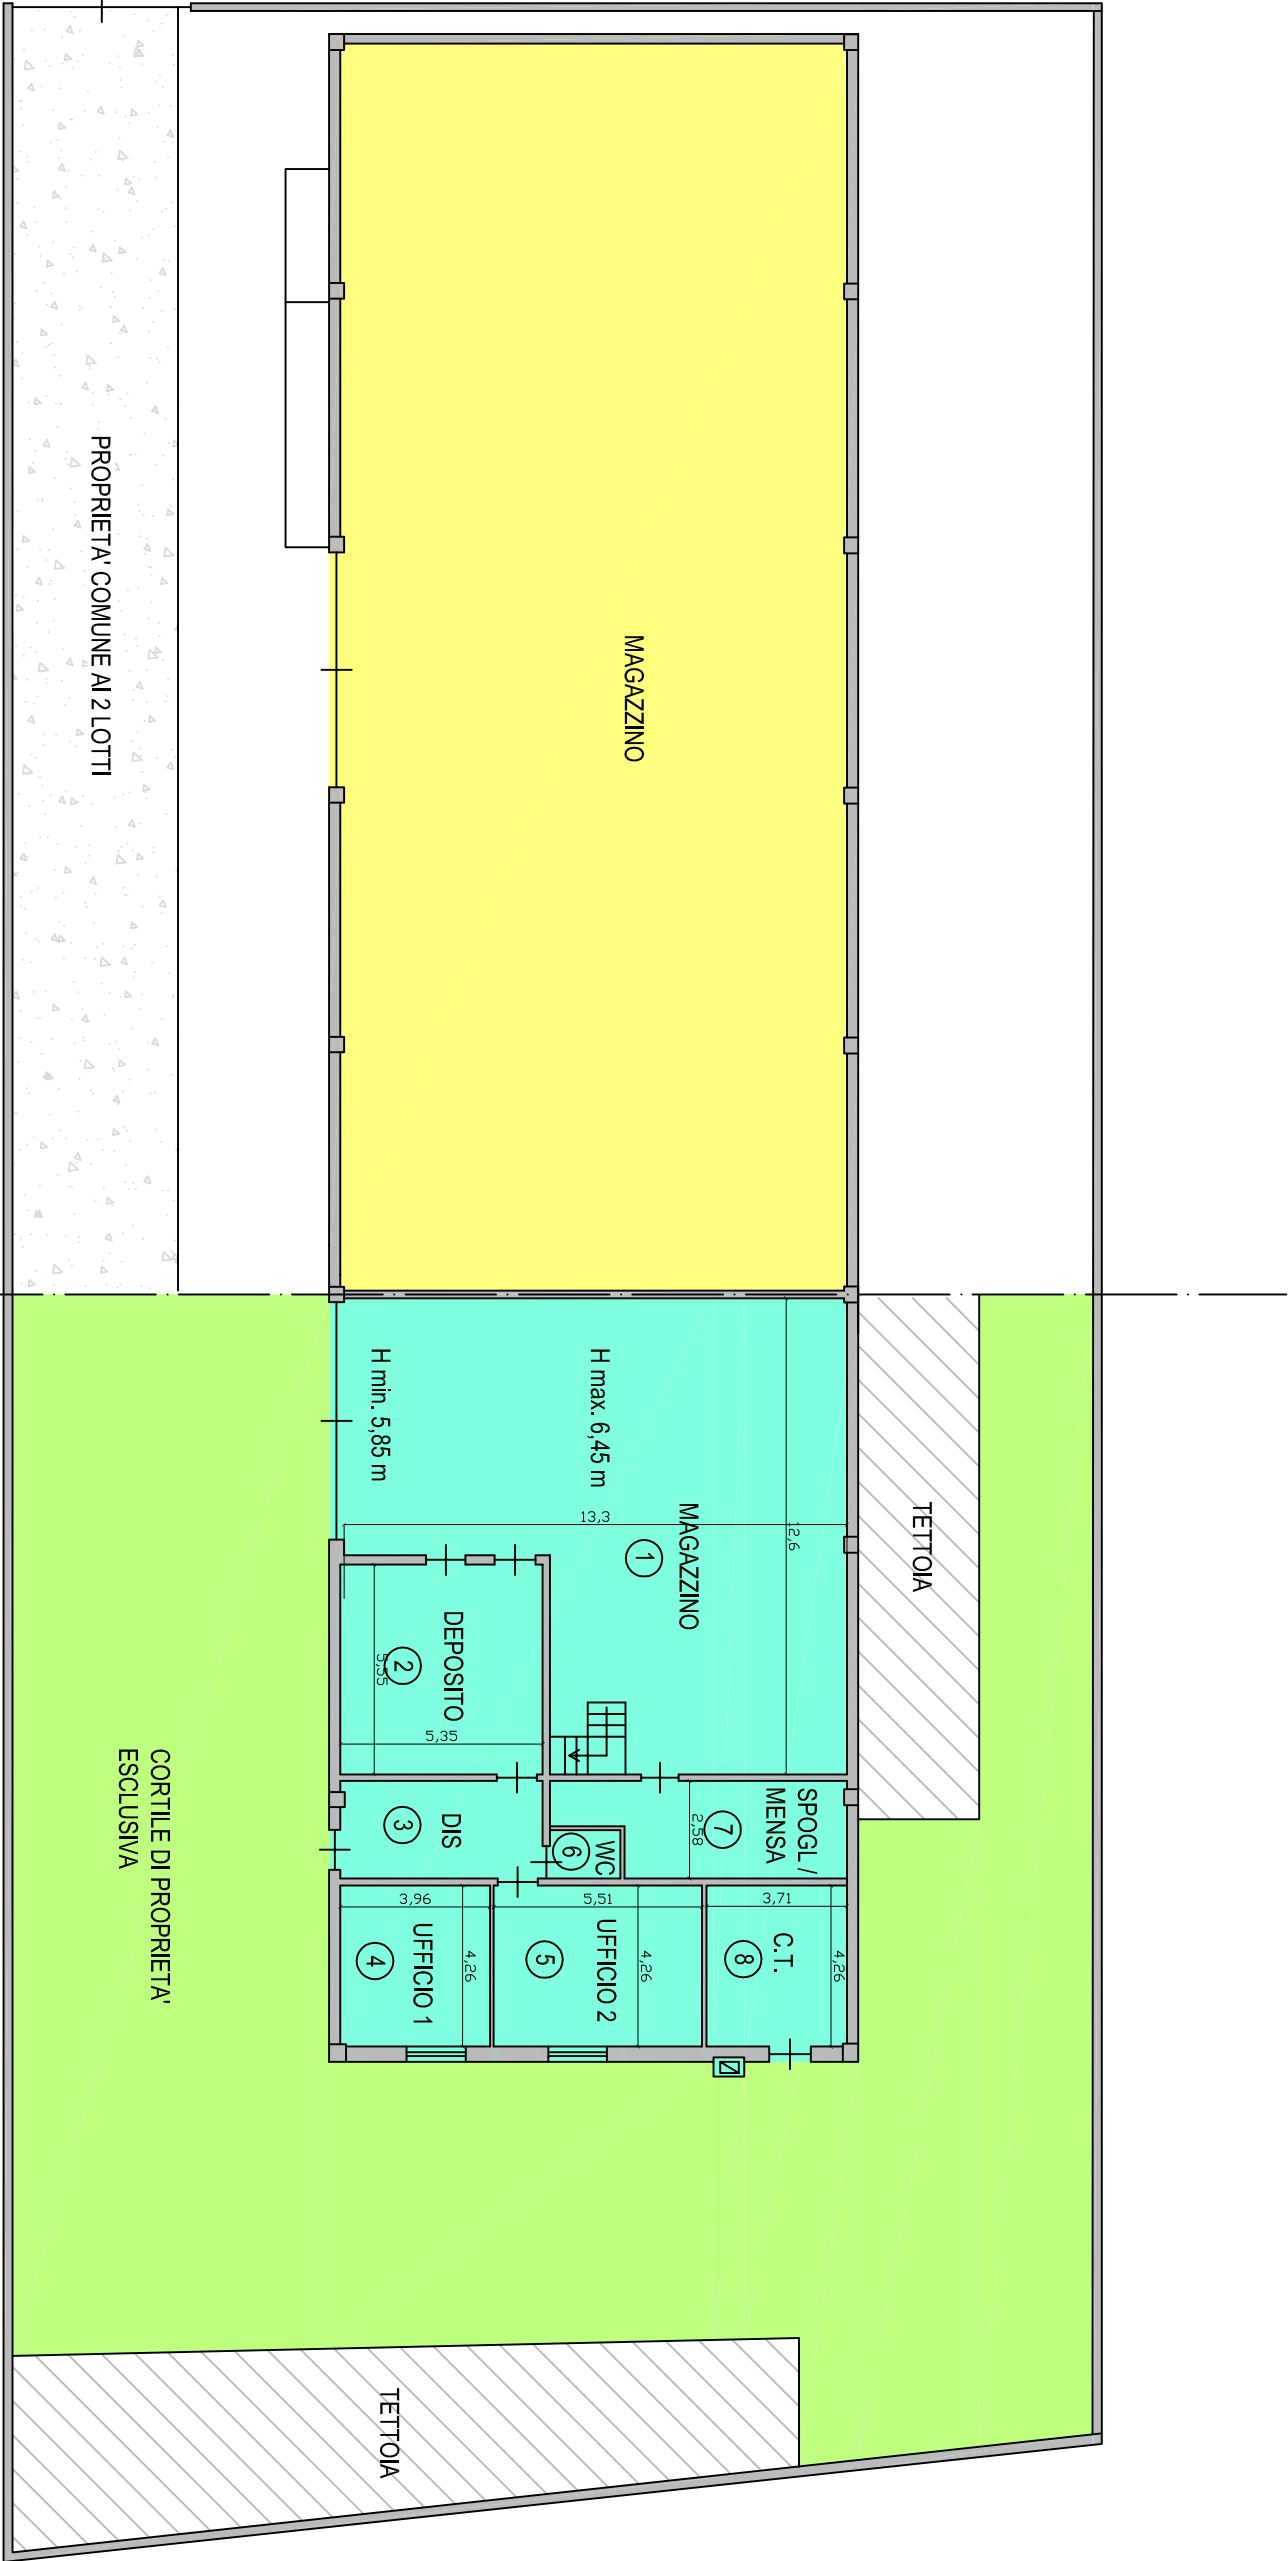 PROPRIETA' COMUNE AI 2 LOTTI
MAGAZZINO
H max. 6,45 m
H min. 5,85 m
MAGAZZINO
1
13,3
12,6
TETTOIA
DEPOSITO
2
5,55
5,35
DIS
3
SPOGL /
MENSA
7
2,58
WC
6
UFFICIO 1
4
3,96
4,26
UFFICIO 2
5
5,51
4,26
C.T.
8
3,71
4,26
CORTILE DI PROPRIETA'
ESCLUSIVA
TETTOIA